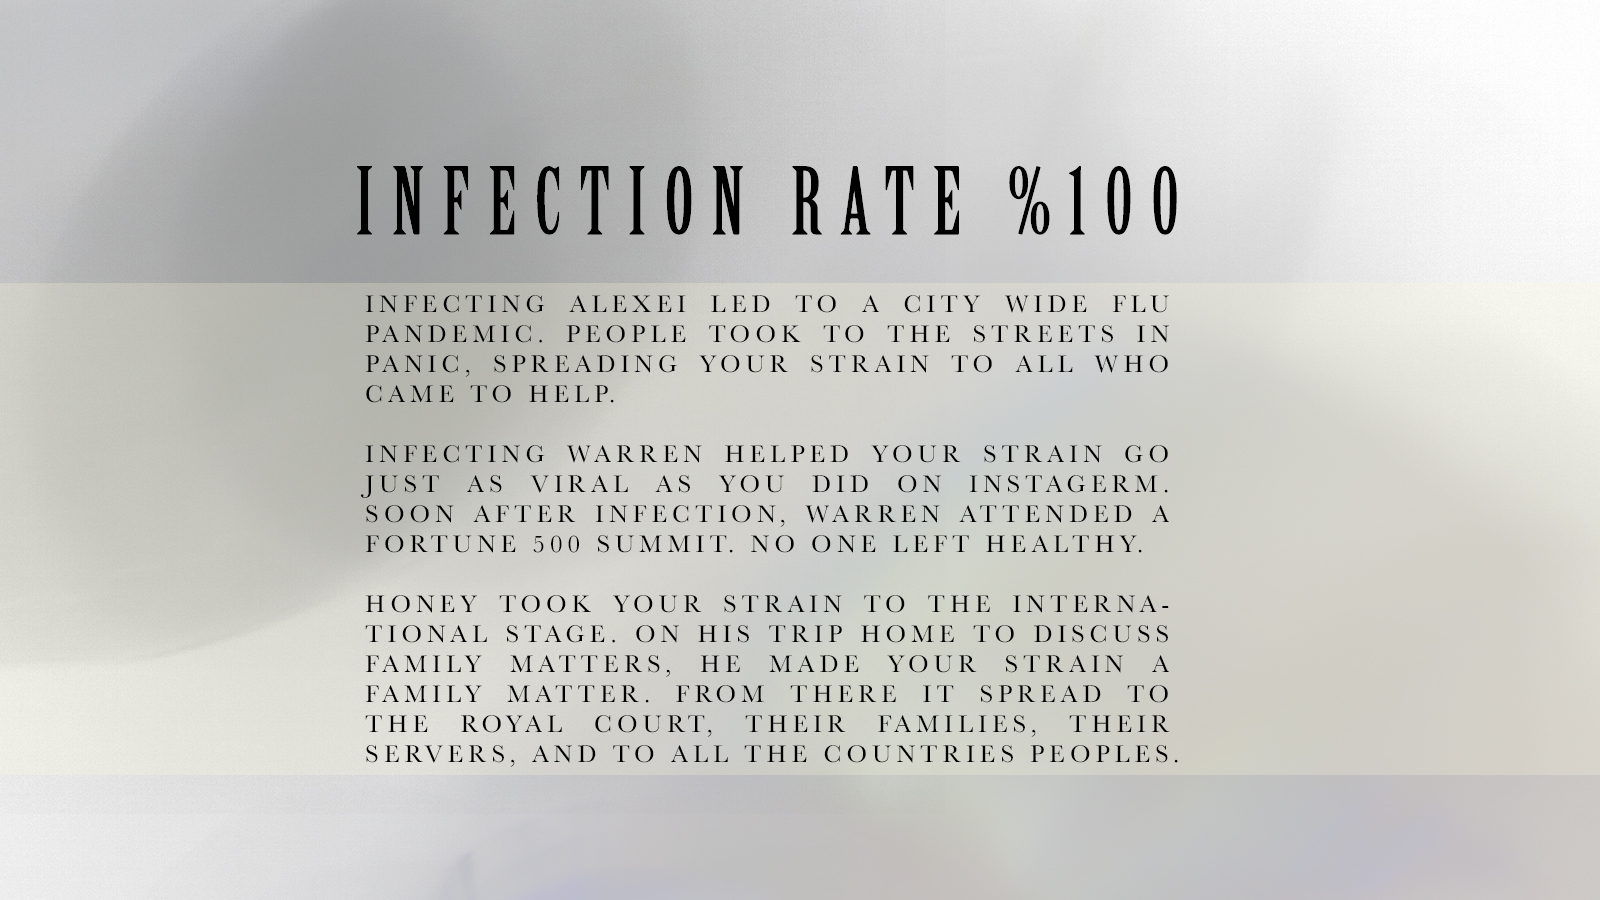 INFECTION RATE %100
INFECTING ALEXEI LED TO A CITY WIDE FLU
PANDEMIC. PEOPLE TOOK TO THE STREETS IN
PANIC, SPREADING YOUR STRAIN TO ALL WHO
CAME TO HELP.
INFECTING WARREN HELPED YOUR STRAIN GO
JUST AS VIRAL AS YOU DID ON INSTAGERM.
SOON AFTER INFECTION, WARREN ATTENDED A
FORTUNE 500 SUMMIT. NO ONE LEFT HEALTHY.
HONEY TOOK YOUR STRAIN TO THE INTERNA-
TIONAL STAGE. ON HIS TRIP HOME TO DISCUSS
FAMILY MATTERS, HE MADE YOUR STRAIN A
FAMILY MATTER. FROM THERE IT SPREAD TO
THE ROYAL COURT, THEIR FAMILIES, THEIR
SERVERS, AND TO ALL THE COUNTRIES PEOPLES.